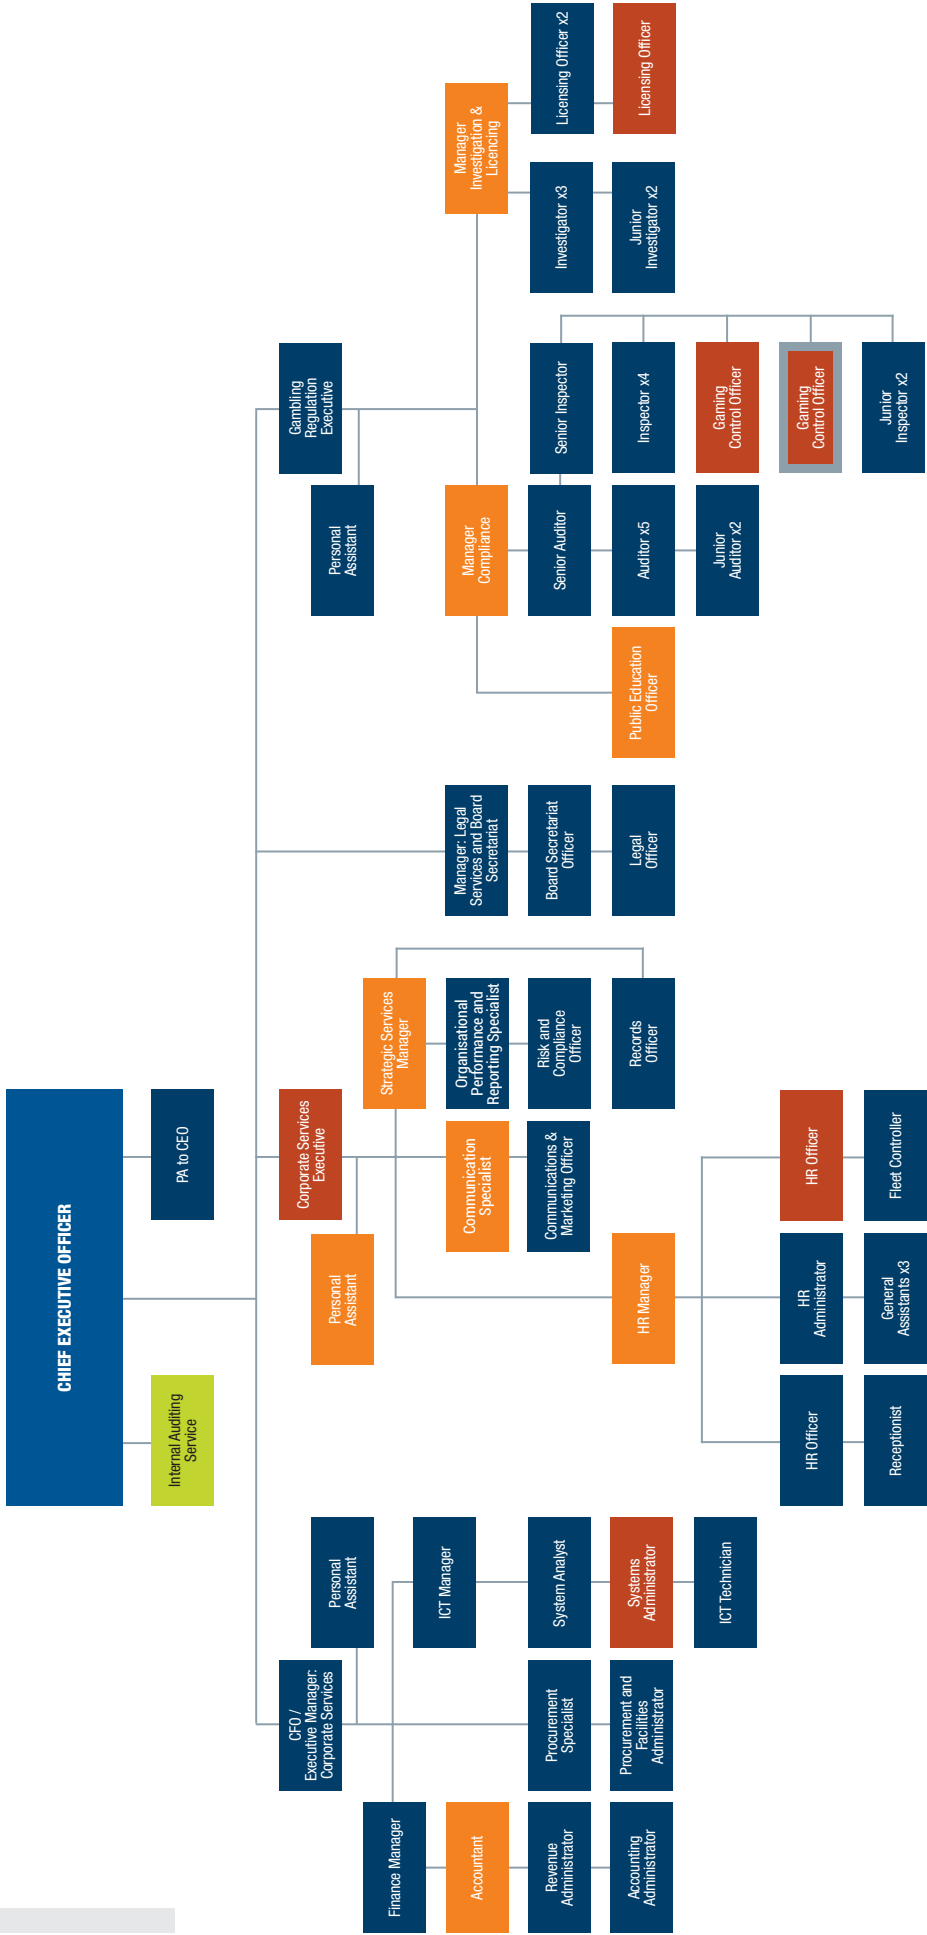 CHIEF EXECUTIVE OFFICER
Internal Auditing
Service
PA to CEO
CFO /
Executive Manager:
Corporate Services
Personal
Assistant
Finance Manager
Accountant
Revenue
Administrator
Accounting
Administrator
Procurement
Specialist
Procurement and
Facilities
Administrator
ICT Manager
System Analyst
Systems
Administrator
ICT Technician
Corporate Services
Executive
Personal
Assistant
Communication
Specialist
Communications &
Marketing Officer
Strategic Services
Manager
Organisational
Performance and
Reporting Specialist
Risk and
Compliance
Officer
Records
Officer
HR Manager
HR Officer
Receptionist
HR
Administrator
General
Assistants x3
HR Officer
Fleet Controller
Manager: Legal
Services and Board
Secretariat
Board Secretariat
Officer
Legal
Officer
Gambling
Regulation
Executive
Personal
Assistant
Manager
Compliance
Public Education
Officer
Senior Auditor
Auditor x5
Junior
Auditor x2
Senior Inspector
Inspector x4
Gaming
Control Officer
Gaming
Control Officer
Junior
Inspector x2
Manager
Investigation &
Licencing
Investigator x3
Junior
Investigator x2
Licensing Officer x2
Licensing Officer